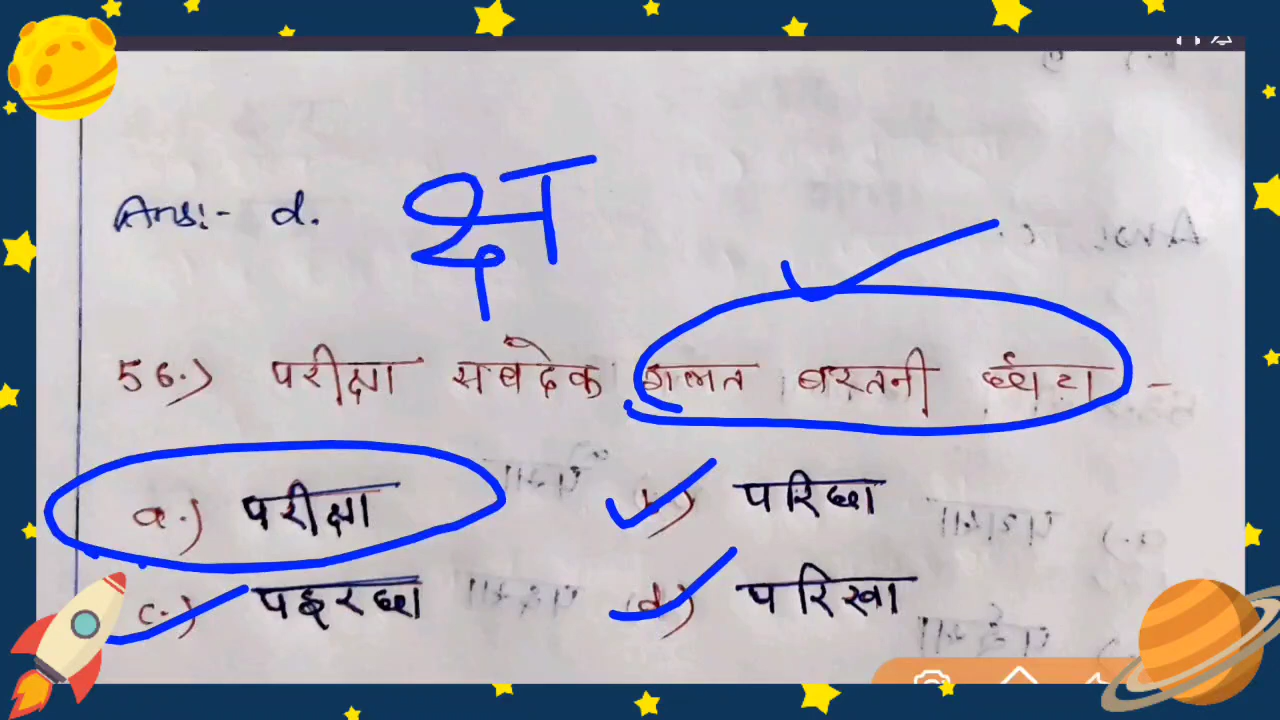 Ans:- d. क्ष
56.) परीक्षा सबदेक गलत बरतनी छांटा -
a.) परीक्षा b.) परिछा
c.) पइरछा d.) परिखा